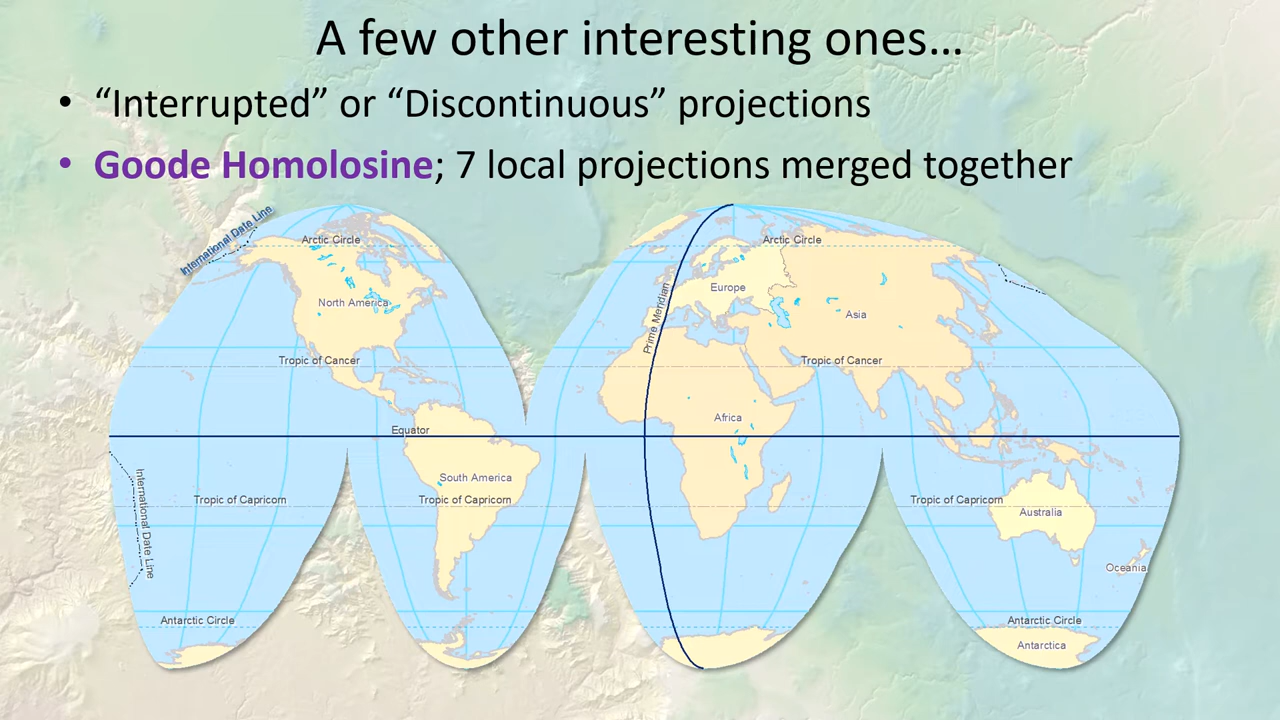 A few other interesting ones…
• “Interrupted” or “Discontinuous” projections
• Goode Homolosine; 7 local projections merged together
International Date Line
Arctic Circle
Arctic Circle
North America
Prime Meridian
Europe
Asia
Tropic of Cancer
Tropic of Cancer
Africa
Equator
South America
International Date Line
Tropic of Capricorn
Tropic of Capricorn
Tropic of Capricorn
Australia
Oceania
Antarctic Circle
Antarctic Circle
Antarctica